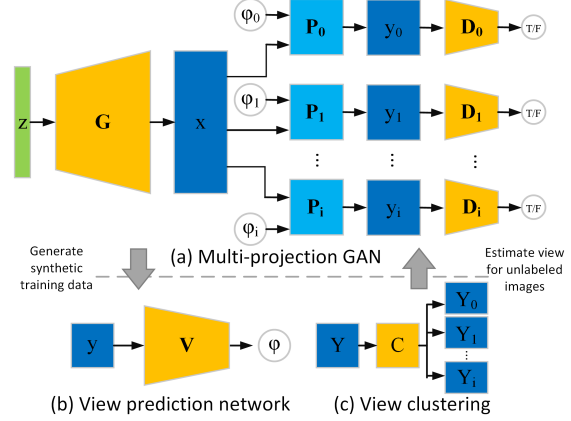 φ0
P0
y0
D0
T/F
z
G
x
φ1
P1
y1
D1
T/F
⋮
⋮
⋮
φi
Pi
yi
Di
T/F
(a) Multi-projection GAN
Generate
synthetic
training data
Estimate view
for unlabeled
images
y
V
φ
Y
C
Y0
Y1
⋮
Yi
(b) View prediction network
(c) View clustering